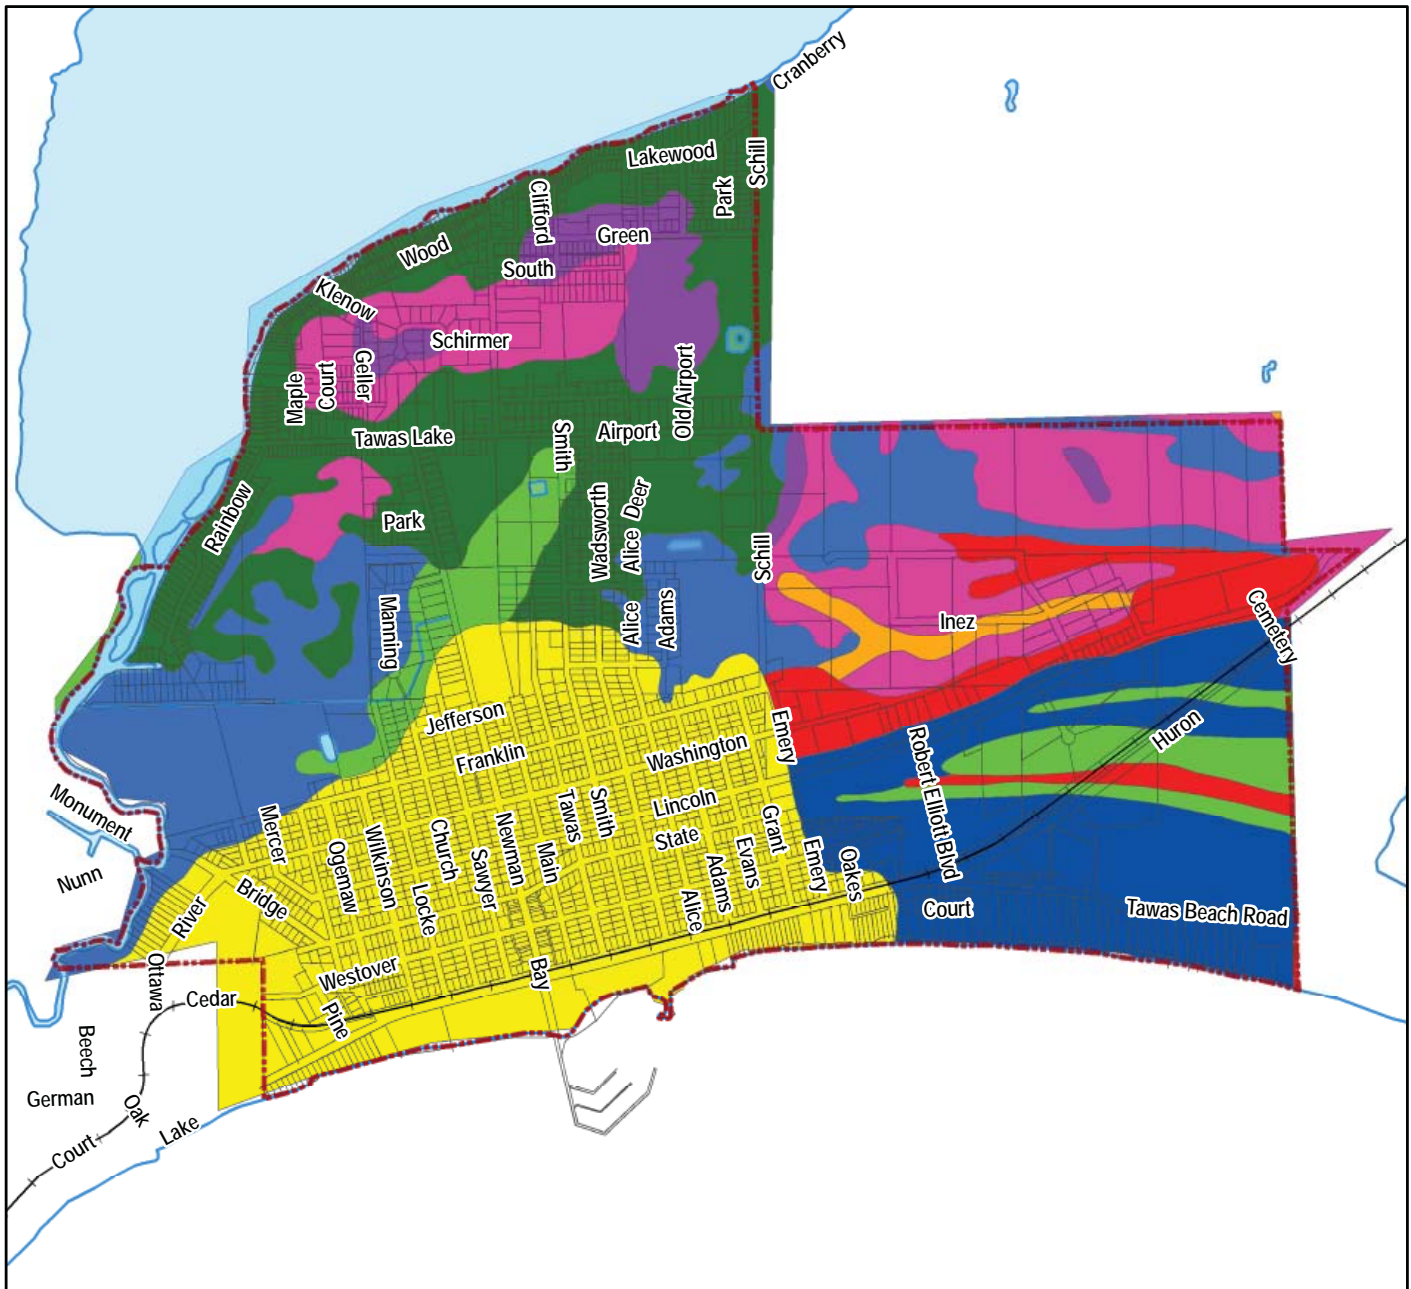 Cranberry
Lakewood
Schill
Park
Clifford
Green
Wood
South
Klenow
Schirmer
Geller
Court
Maple
Old Airport
Tawas Lake
Smith
Airport
Rainbow
Park
Wadsworth
Deer
Alice
Schill
Manning
Alice
Adams
Inez
Cemetery
Jefferson
Franklin
Washington
Emery
Robert Elliott Blvd
Huron
Monument
Nunn
Mercer
Ogemaw
Wilkinson
Church
Sawyer
Newman
Main
Tawas
Smith
Lincoln
State
Grant
Evans
Adams
Alice
Emery
Oakes
Court
Tawas Beach Road
River
Bridge
Locke
Westover
Pine
Bay
Ottawa
Cedar
Beech
German
Oak
Court
Lake